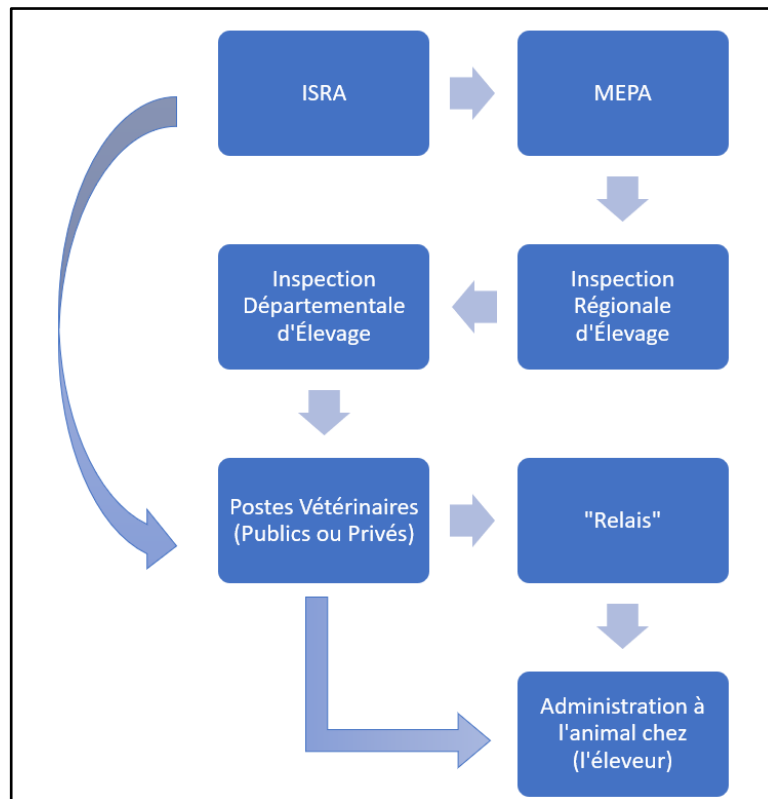 ISRA
MEPA
Inspection
Départementale
d'Élevage
Inspection
Régionale
d'Élevage
Postes Vétérinaires
(Publics ou Privés)
"Relais"
Administration à
l'animal chez
(l'éleveur)